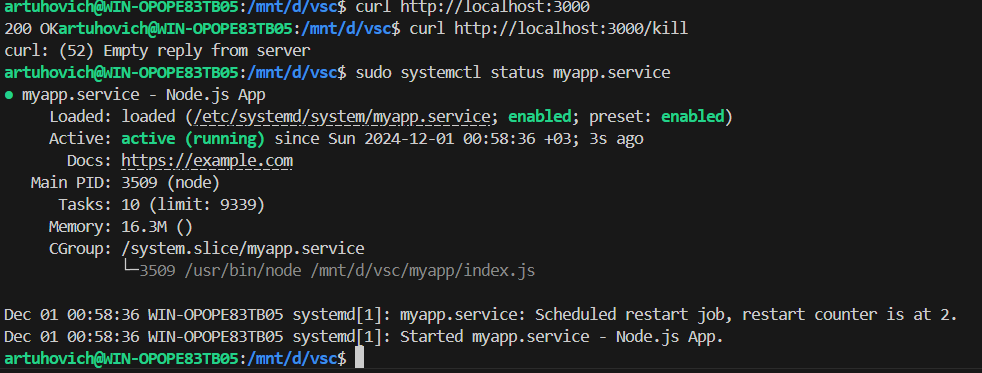 artuhovich@WIN-OPOPE83TB05:/mnt/d/vsc$ curl http://localhost:3000
200 OKartuhovich@WIN-OPOPE83TB05:/mnt/d/vsc$ curl http://localhost:3000/kill
curl: (52) Empty reply from server
artuhovich@WIN-OPOPE83TB05:/mnt/d/vsc$ sudo systemctl status myapp.service
● myapp.service - Node.js App
Loaded: loaded (/etc/systemd/system/myapp.service; enabled; preset: enabled)
Active: active (running) since Sun 2024-12-01 00:58:36 +03; 3s ago
Docs: https://example.com
Main PID: 3509 (node)
Tasks: 10 (limit: 9339)
Memory: 16.3M ()
CGroup: /system.slice/myapp.service
└─3509 /usr/bin/node /mnt/d/vsc/myapp/index.js
Dec 01 00:58:36 WIN-OPOPE83TB05 systemd[1]: myapp.service: Scheduled restart job, restart counter is at 2.
Dec 01 00:58:36 WIN-OPOPE83TB05 systemd[1]: Started myapp.service - Node.js App.
artuhovich@WIN-OPOPE83TB05:/mnt/d/vsc$